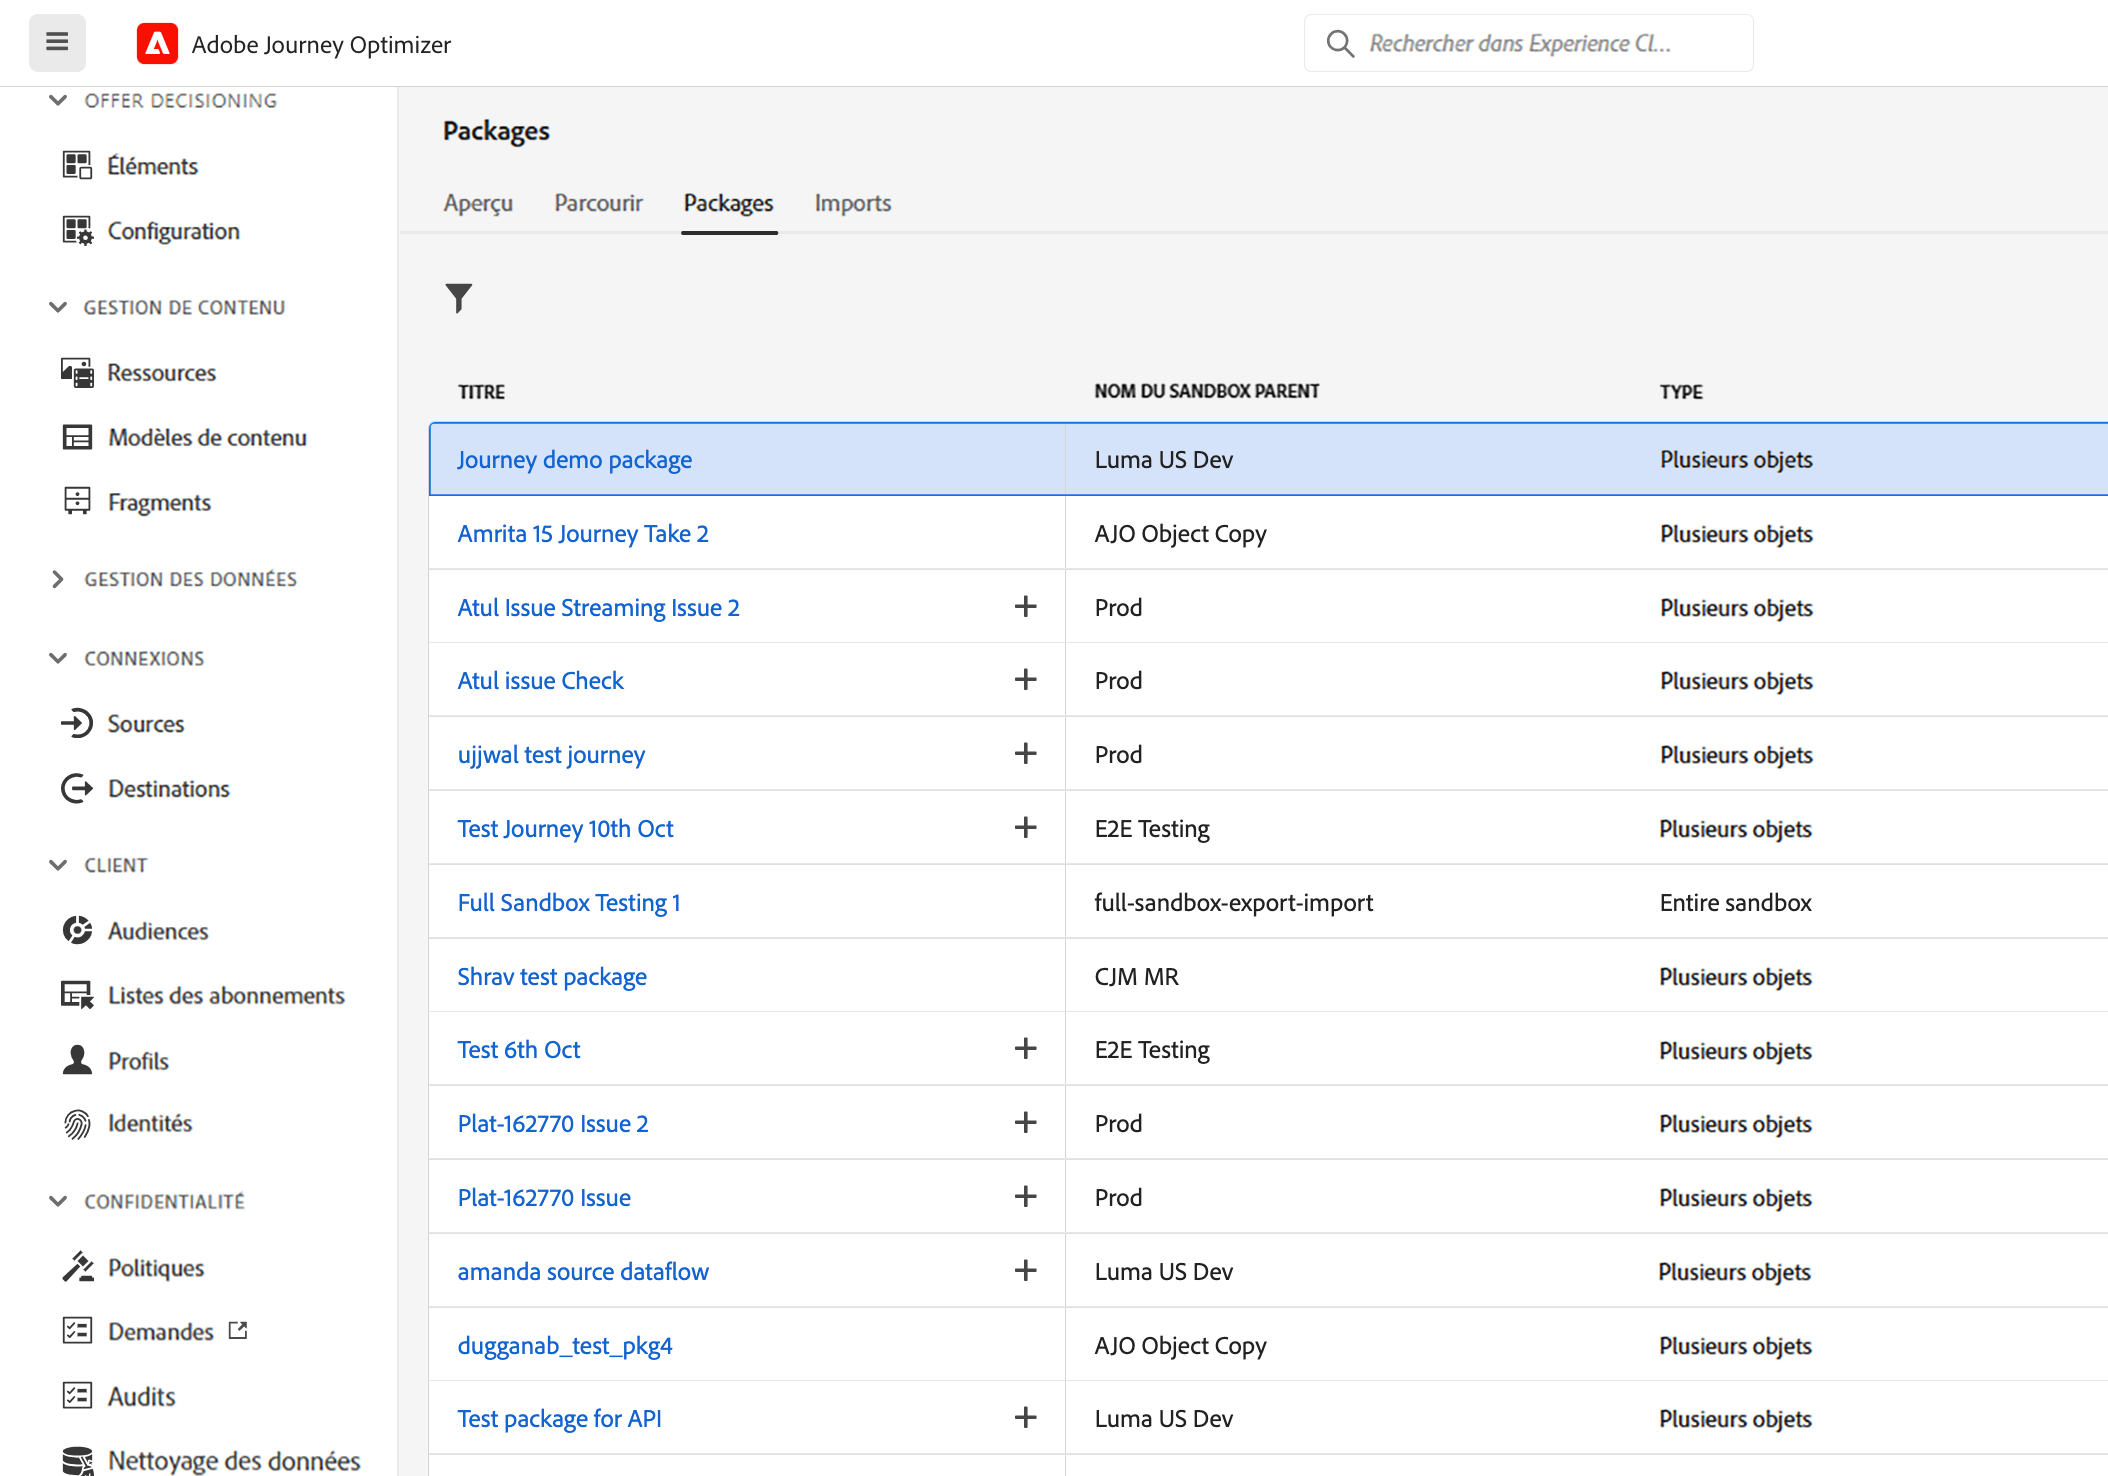 Adobe Journey Optimizer
Rechercher dans Experience Cl...
OFFER DECISIONING
Éléments
Configuration
GESTION DE CONTENU
Ressources
Modèles de contenu
Fragments
GESTION DES DONNÉES
CONNEXIONS
Sources
Destinations
CLIENT
Audiences
Listes des abonnements
Profils
Identités
CONFIDENTIALITÉ
Politiques
Demandes
Audits
Nettoyage des données
Packages
Aperçu Parcourir Packages Imports
TITRE NOM DU SANDBOX PARENT TYPE
Journey demo package Luma US Dev Plusieurs objets
Amrita 15 Journey Take 2 AJO Object Copy Plusieurs objets
Atul Issue Streaming Issue 2 + Prod Plusieurs objets
Atul issue Check + Prod Plusieurs objets
ujjwal test journey + Prod Plusieurs objets
Test Journey 10th Oct + E2E Testing Plusieurs objets
Full Sandbox Testing 1 full-sandbox-export-import Entire sandbox
Shrav test package CJM MR Plusieurs objets
Test 6th Oct + E2E Testing Plusieurs objets
Plat-162770 Issue 2 + Prod Plusieurs objets
Plat-162770 Issue + Prod Plusieurs objets
amanda source dataflow + Luma US Dev Plusieurs objets
dugganab_test_pkg4 AJO Object Copy Plusieurs objets
Test package for API + Luma US Dev Plusieurs objets